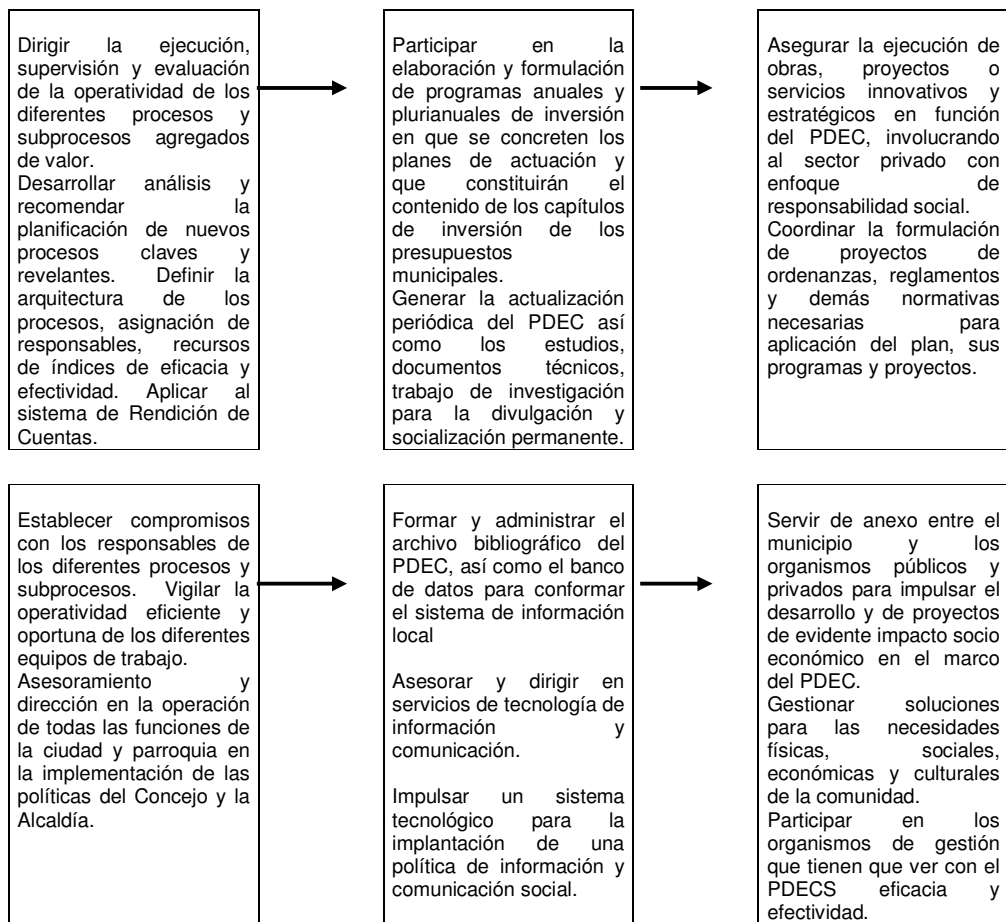 Dirigir la ejecución,
supervisión y evaluación
de la operatividad de los
diferentes procesos y
subprocesos agregados
de valor.
Desarrollar análisis y
recomendar la
planificación de nuevos
procesos claves y
revelantes. Definir la
arquitectura de los
procesos, asignación de
responsables, recursos
de índices de eficacia y
efectividad. Aplicar al
sistema de Rendición de
Cuentas.
Participar en la
elaboración y formulación
de programas anuales y
plurianuales de inversión
en que se concreten los
planes de actuación y
que constituirán el
contenido de los capítulos
de inversión de los
presupuestos
municipales.
Generar la actualización
periódica del PDEC así
como los estudios,
documentos técnicos,
trabajo de investigación
para la divulgación y
socialización permanente.
Asegurar la ejecución de
obras, proyectos o
servicios innovativos y
estratégicos en función
del PDEC, involucrando
al sector privado con
enfoque de
responsabilidad social.
Coordinar la formulación
de proyectos de
ordenanzas, reglamentos
y demás normativas
necesarias para
aplicación del plan, sus
programas y proyectos.
Establecer compromisos
con los responsables de
los diferentes procesos y
subprocesos. Vigilar la
operatividad eficiente y
oportuna de los diferentes
equipos de trabajo.
Asesoramiento y
dirección en la operación
de todas las funciones de
la ciudad y parroquia en
la implementación de las
políticas del Concejo y la
Alcaldía.
Formar y administrar el
archivo bibliográfico del
PDEC, así como el banco
de datos para conformar
el sistema de información
local
Asesorar y dirigir en
servicios de tecnología de
información y
comunicación.
Impulsar un sistema
tecnológico para la
implantación de una
política de información y
comunicación social.
Servir de anexo entre el
municipio y los
organismos públicos y
privados para impulsar el
desarrollo y de proyectos
de evidente impacto socio
económico en el marco
del PDEC.
Gestionar soluciones
para las necesidades
físicas, sociales,
económicas y culturales
de la comunidad.
Participar en los
organismos de gestión
que tienen que ver con el
PDECS eficacia y
efectividad.